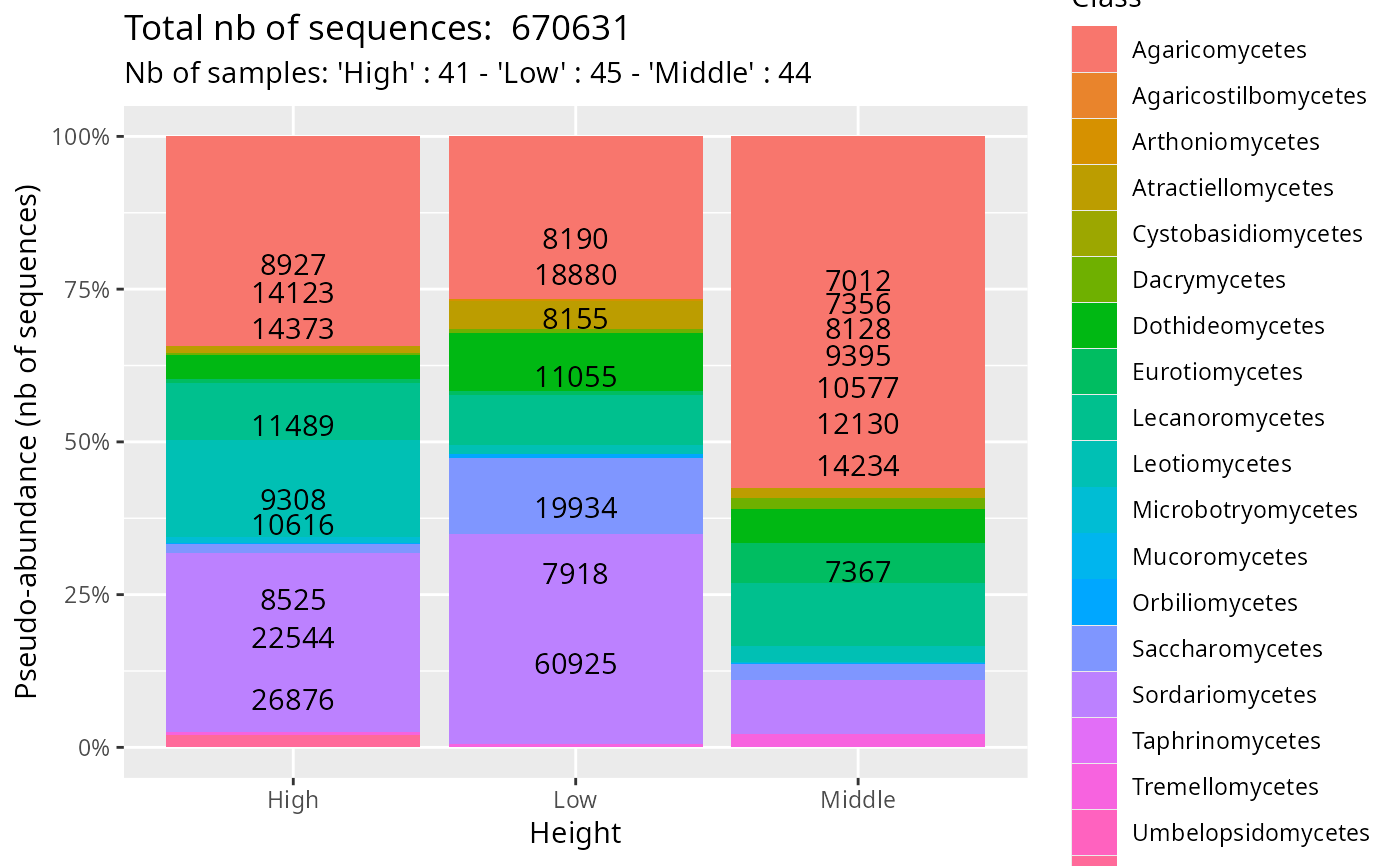 Total nb of sequences:  670631
Nb of samples: 'High' : 41 - 'Low' : 45 - 'Middle' : 44
Pseudo-abundance (nb of sequences)
100%
75%
50%
25%
0%
8927
14123
14373
11489
9308
10616
8525
22544
26876
8190
18880
8155
11055
19934
7918
60925
7012
7356
8128
9395
10577
12130
14234
7367
High
Low
Middle
Height
Class
Agaricomycetes
Agaricostilbomycetes
Arthoniomycetes
Atractiellomycetes
Cystobasidiomycetes
Dacrymycetes
Dothideomycetes
Eurotiomycetes
Lecanoromycetes
Leotiomycetes
Microbotryomycetes
Mucoromycetes
Orbiliomycetes
Saccharomycetes
Sordariomycetes
Taphrinomycetes
Tremellomycetes
Umbelopsidomycetes